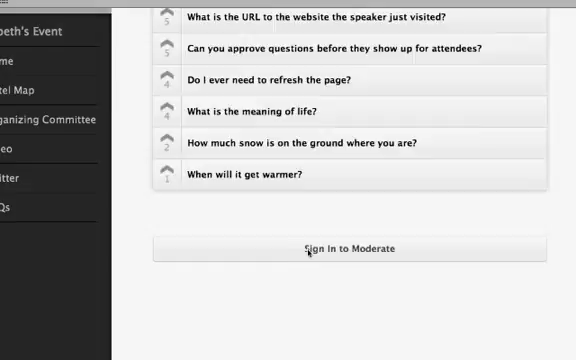 beth's Event
me
tel Map
ganizing Committee
eo
itter
Qs
5 What is the URL to the website the speaker just visited?
5 Can you approve questions before they show up for attendees?
4 Do I ever need to refresh the page?
4 What is the meaning of life?
2 How much snow is on the ground where you are?
1 When will it get warmer?
Sign In to Moderate